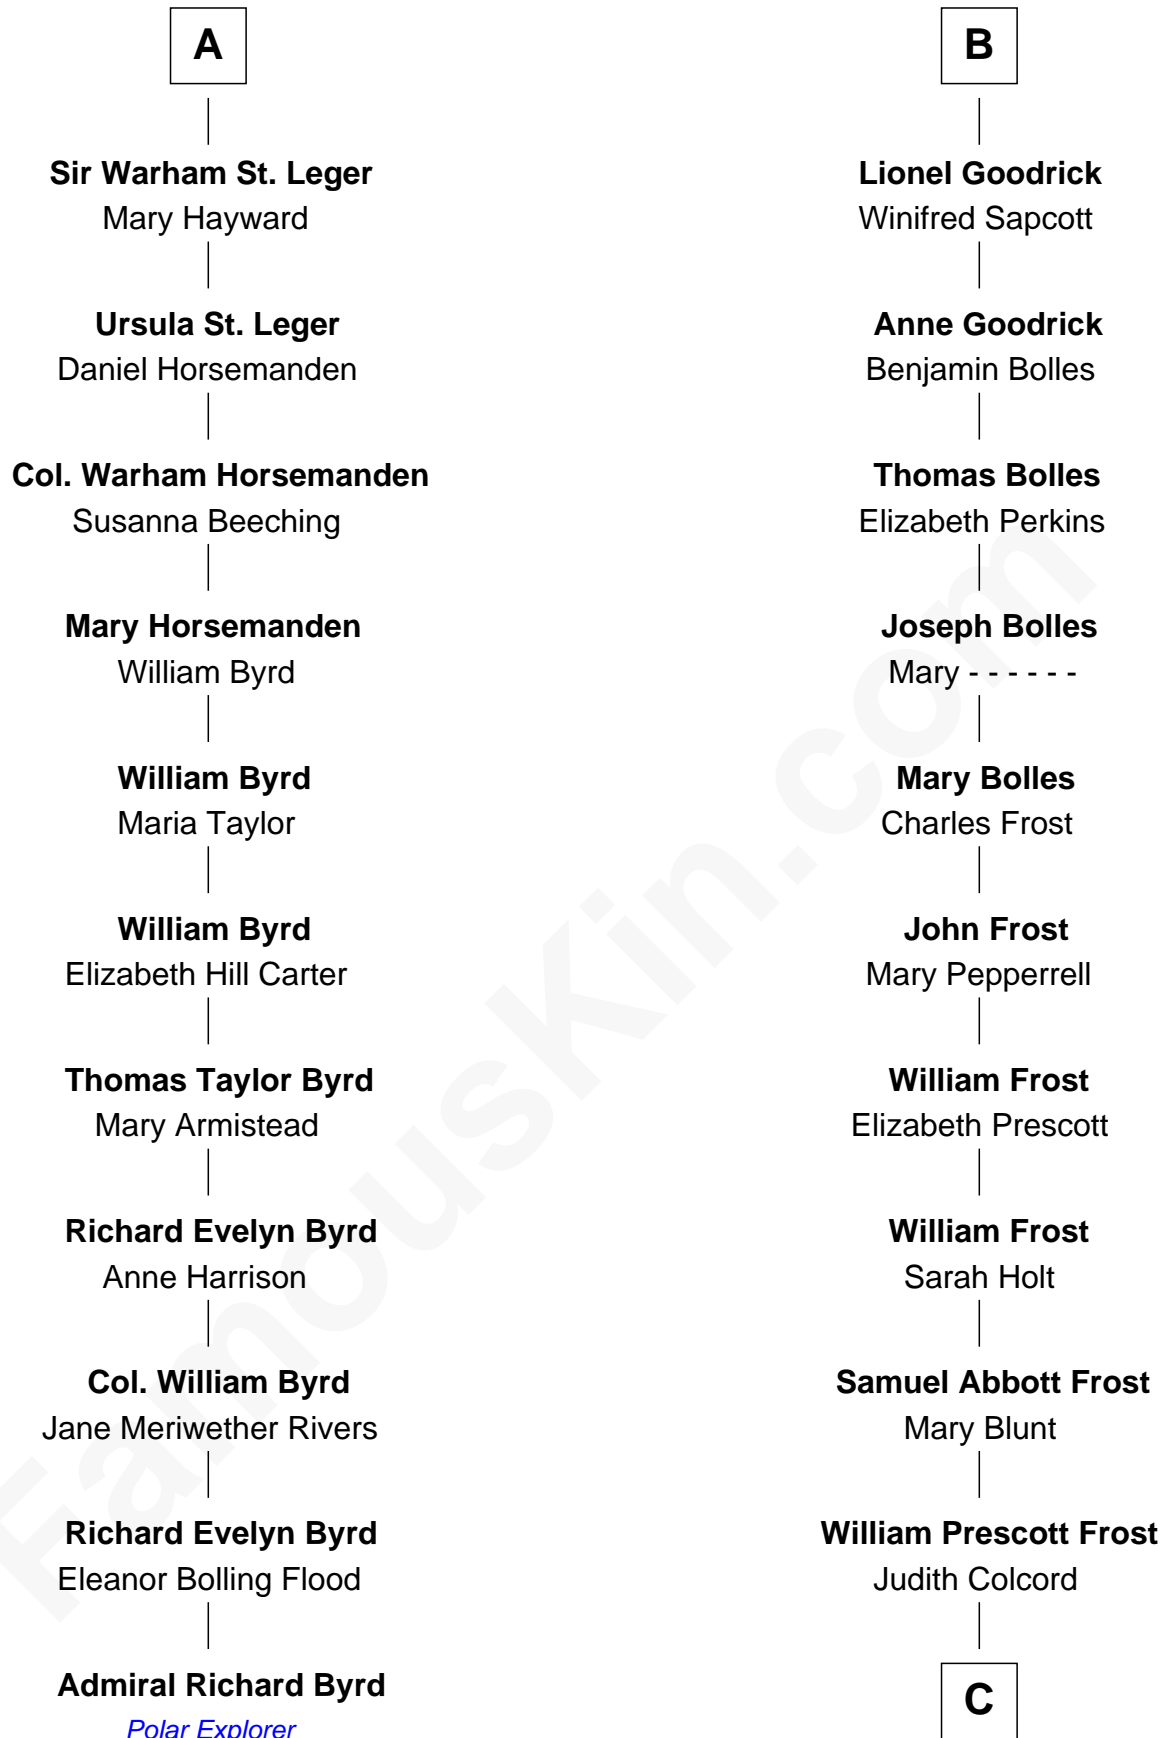 A
Sir Warham St. Leger
Mary Hayward
Ursula St. Leger
Daniel Horsemanden
Col. Warham Horsemanden
Susanna Beeching
Mary Horsemanden
William Byrd
William Byrd
Maria Taylor
William Byrd
Elizabeth Hill Carter
Thomas Taylor Byrd
Mary Armistead
Richard Evelyn Byrd
Anne Harrison
Col. William Byrd
Jane Meriwether Rivers
Richard Evelyn Byrd
Eleanor Bolling Flood
Admiral Richard Byrd
Polar Explorer
B
Lionel Goodrick
Winifred Sapcott
Anne Goodrick
Benjamin Bolles
Thomas Bolles
Elizabeth Perkins
Joseph Bolles
Mary - - - - - -
Mary Bolles
Charles Frost
John Frost
Mary Pepperrell
William Frost
Elizabeth Prescott
William Frost
Sarah Holt
Samuel Abbott Frost
Mary Blunt
William Prescott Frost
Judith Colcord
C
FamousKin.com